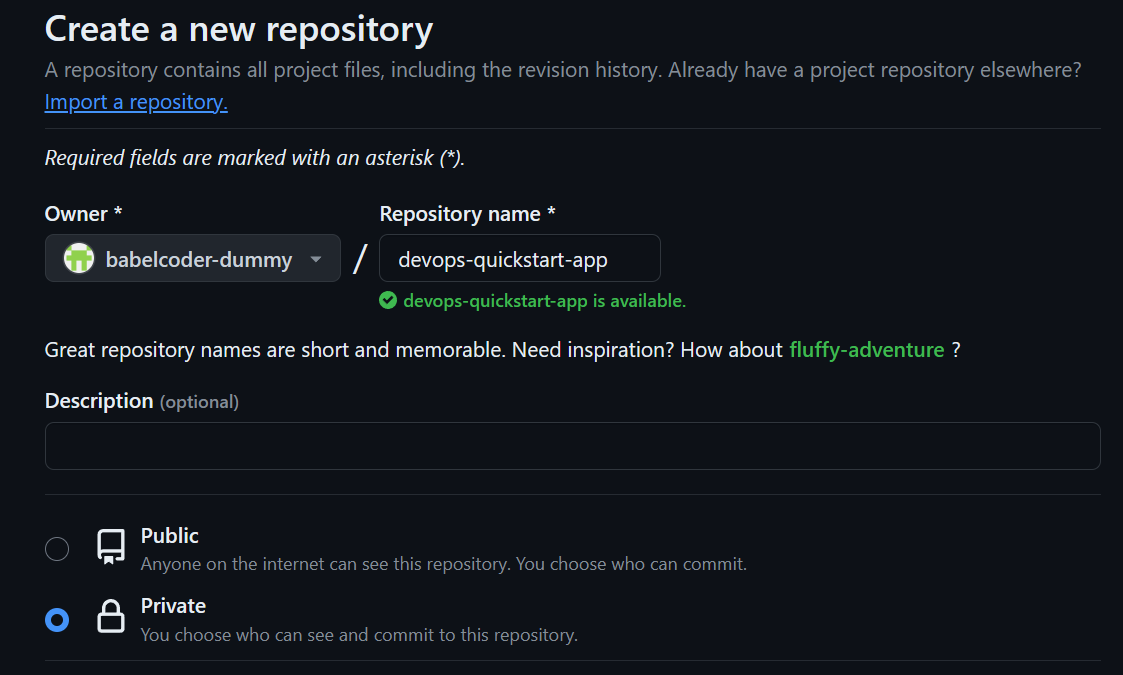 Create a new repository
A repository contains all project files, including the revision history. Already have a project repository elsewhere?
Import a repository.
Required fields are marked with an asterisk (*).
Owner *
Repository name *
babelcoder-dummy
/
devops-quickstart-app
devops-quickstart-app is available.
Great repository names are short and memorable. Need inspiration? How about fluffy-adventure ?
Description (optional)
Public
Anyone on the internet can see this repository. You choose who can commit.
Private
You choose who can see and commit to this repository.